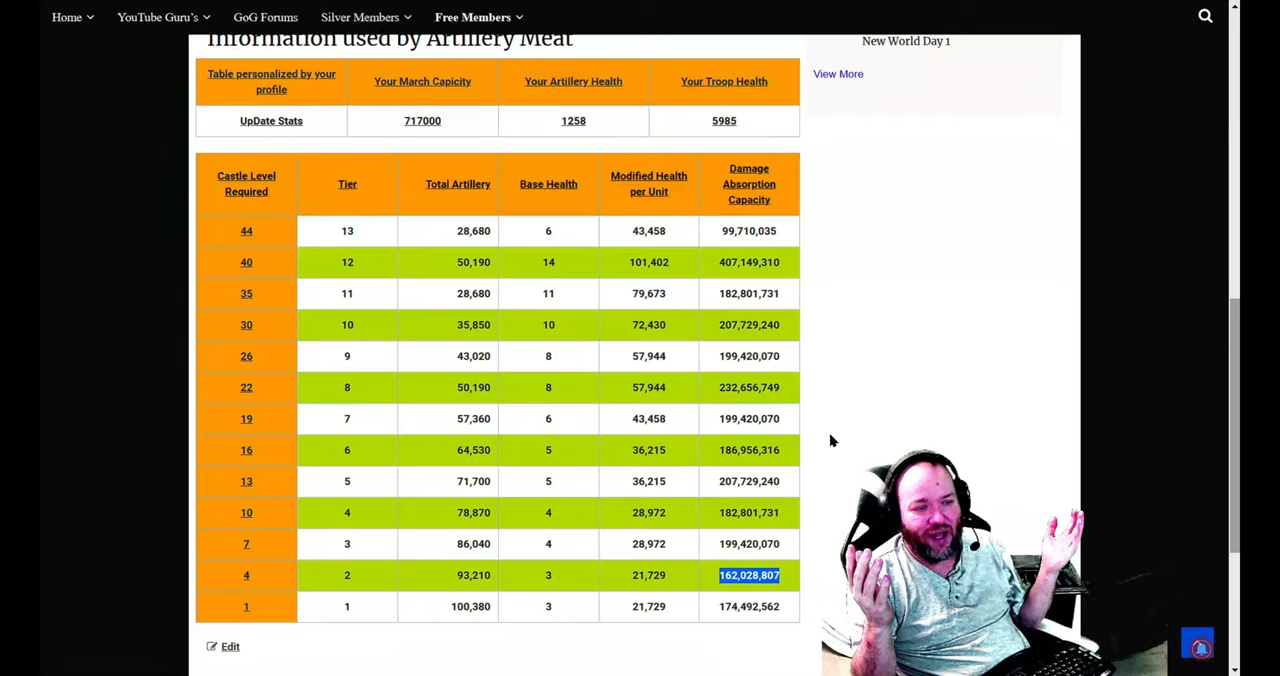 Home YouTube Guru's GoG Forums Silver Members Free Members
Information used by Artillery Meat
New World Day 1
View More
Table personalized by your profile Your March Capicity Your Artillery Health Your Troop Health
UpDate Stats 717000 1258 5985
Castle Level Required Tier Total Artillery Base Health Modified Health per Unit Damage Absorption Capacity
44 13 28,680 6 43,458 99,710,035
40 12 50,190 14 101,402 407,149,310
35 11 28,680 11 79,673 182,801,731
30 10 35,850 10 72,430 207,729,240
26 9 43,020 8 57,944 199,420,070
22 8 50,190 8 57,944 232,656,749
19 7 57,360 6 43,458 199,420,070
16 6 64,530 5 36,215 186,956,316
13 5 71,700 5 36,215 207,729,240
10 4 78,870 4 28,972 182,801,731
7 3 86,040 4 28,972 199,420,070
4 2 93,210 3 21,729 162,028,807
1 1 100,380 3 21,729 174,492,562
Edit